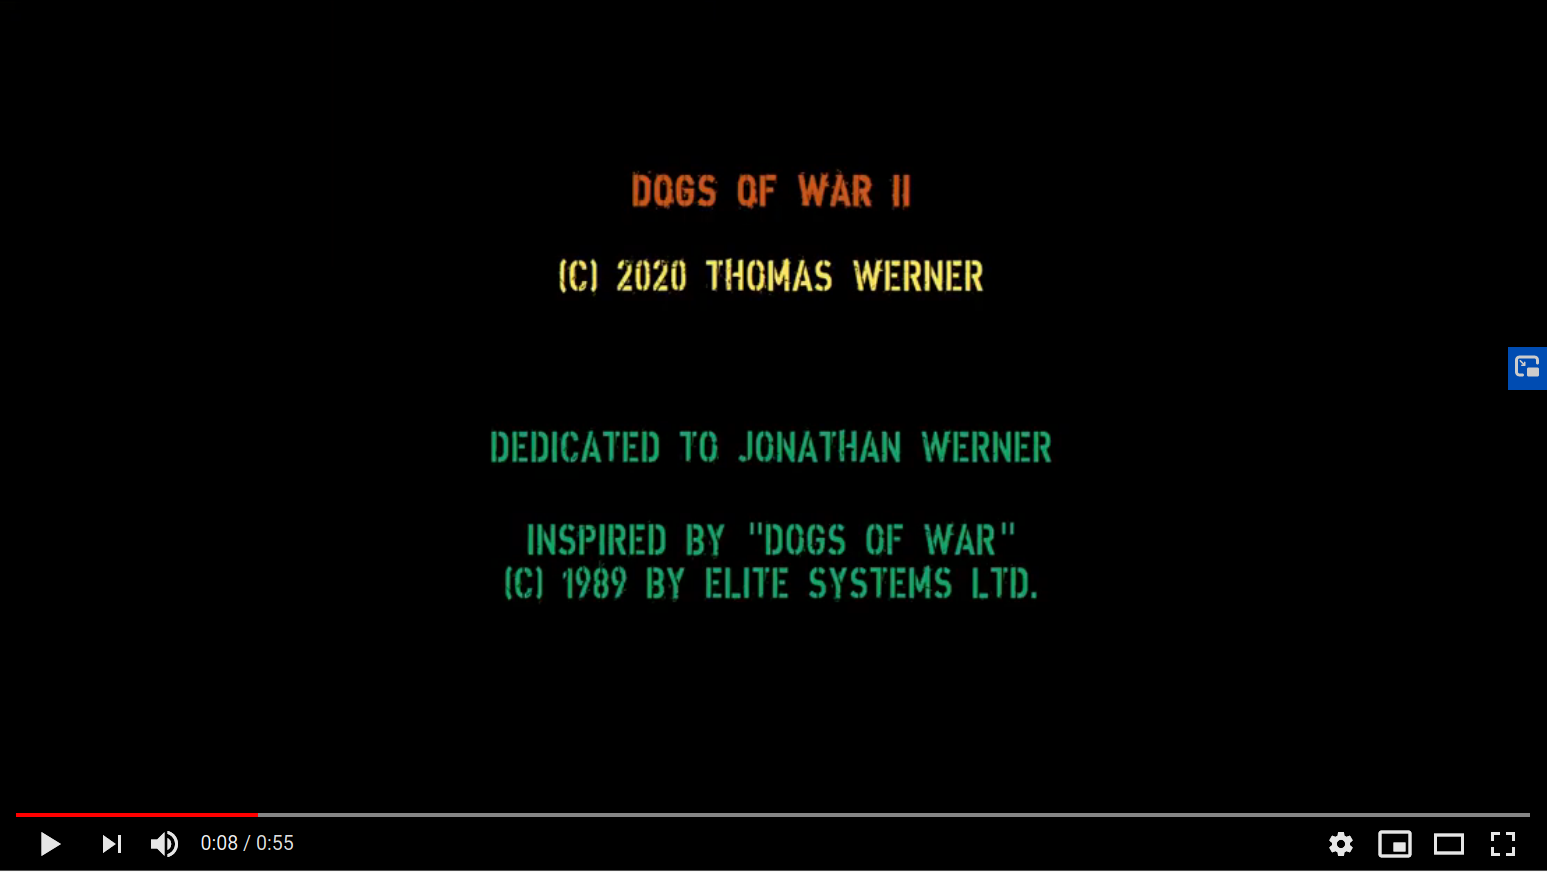 DOGS OF WAR II
(C) 2020 THOMAS WERNER
DEDICATED TO JONATHAN WERNER
INSPIRED BY "DOGS OF WAR"
(C) 1989 BY ELITE SYSTEMS LTD.
0:08 / 0:55